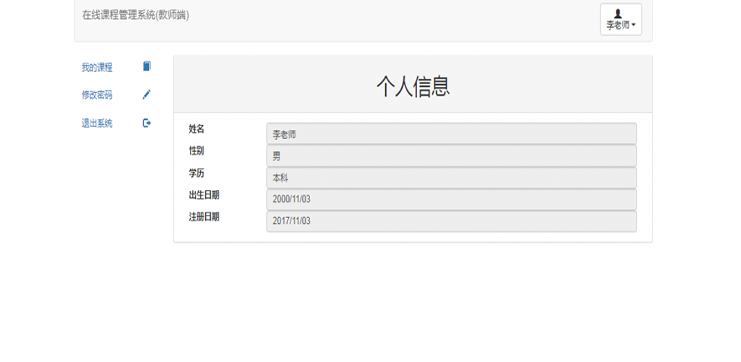 在线课程管理系统(教师端)
李老师
我的课程
修改密码
退出系统
个人信息
姓名 李老师
性别 男
学历 本科
出生日期 2000/11/03
注册日期 2017/11/03